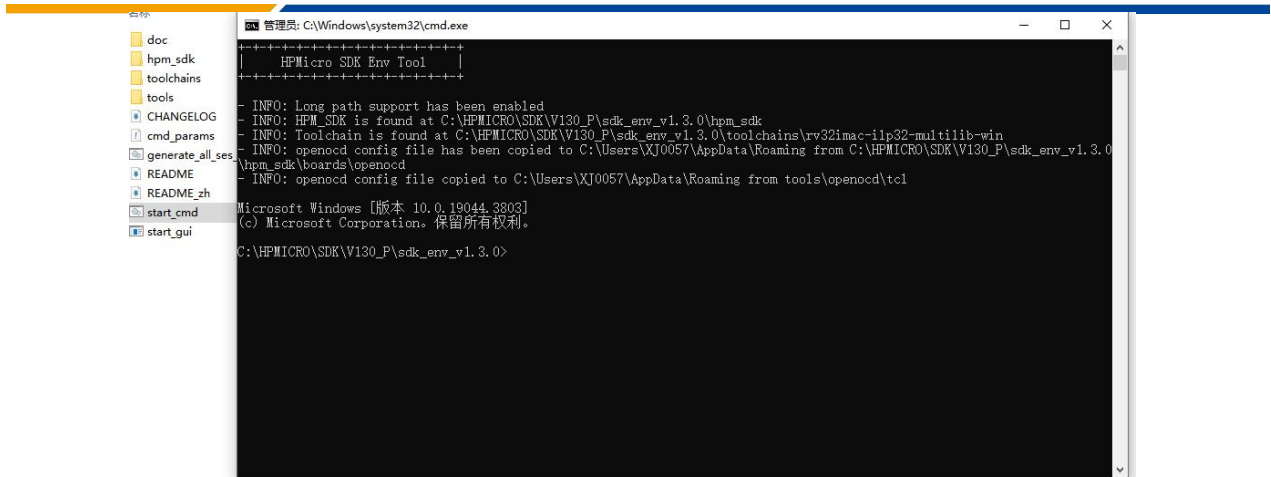 名称
doc
hpm_sdk
toolchains
tools
CHANGELOG
cmd_params
generate_all_ses_
README
README_zh
start_cmd
start_gui
管理员: C:\Windows\system32\cmd.exe
+-+-+-+-+-+-+-+-+-+-+-+-+-+-+-+
|     HPMicro SDK Env Tool     |
+-+-+-+-+-+-+-+-+-+-+-+-+-+-+-+
- INFO: Long path support has been enabled
- INFO: HPM_SDK is found at C:\HPMICRO\SDK\V130_P\sdk_env_v1.3.0\hpm_sdk
- INFO: Toolchain is found at C:\HPMICRO\SDK\V130_P\sdk_env_v1.3.0\toolchains\rv32imac-ilp32-multilib-win
- INFO: openocd config file has been copied to C:\Users\XJ0057\AppData\Roaming from C:\HPMICRO\SDK\V130_P\sdk_env_v1.3.0
\hpm_sdk\boards\openocd
- INFO: openocd config file copied to C:\Users\XJ0057\AppData\Roaming from tools\openocd\tcl
Microsoft Windows [版本 10.0.19044.3803]
(c) Microsoft Corporation。保留所有权利。
C:\HPMICRO\SDK\V130_P\sdk_env_v1.3.0>